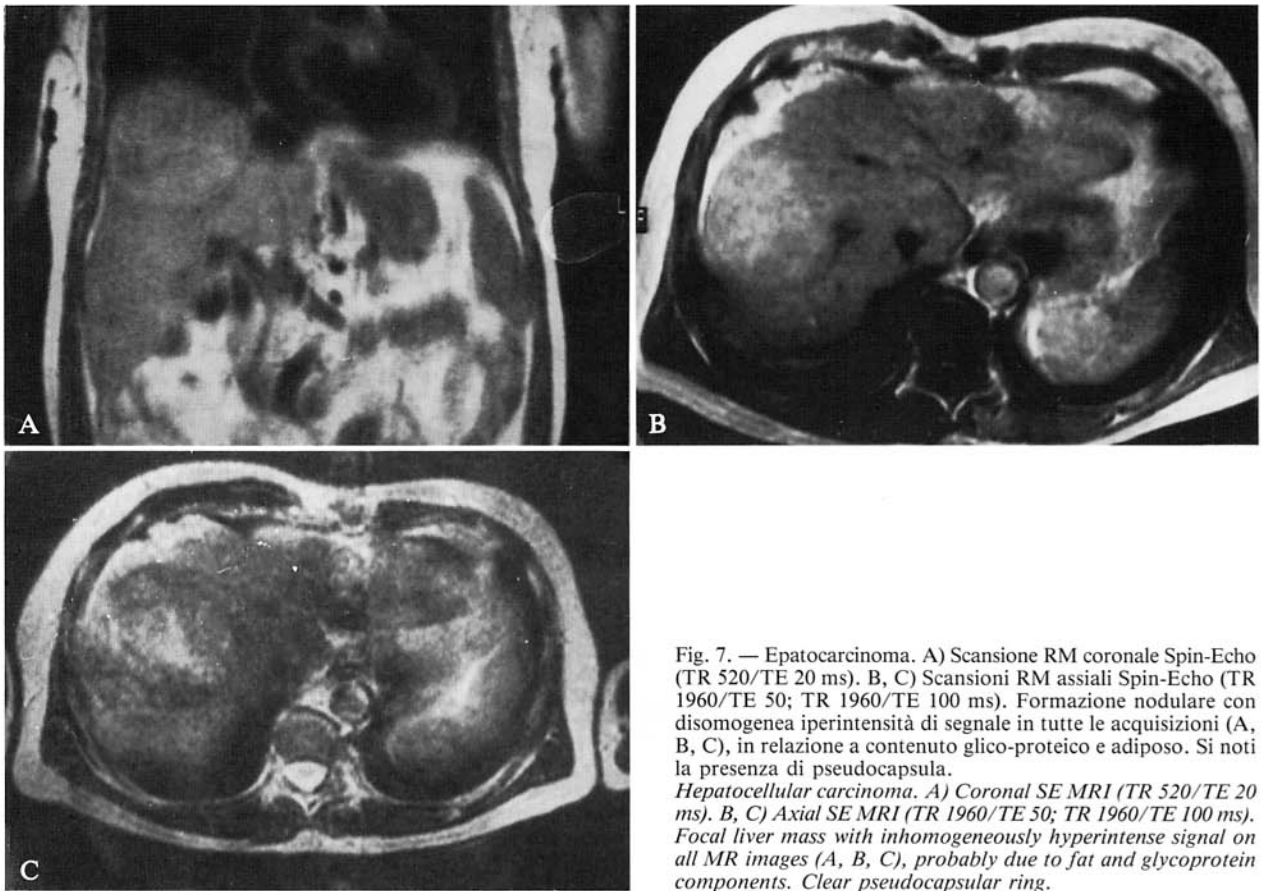 A
B
C
Fig. 7. — Epatocarcinoma. A) Scansione RM coronale Spin-Echo
(TR 520/TE 20 ms). B, C) Scansioni RM assiali Spin-Echo (TR
1960/TE 50; TR 1960/TE 100 ms). Formazione nodulare con
disomogenea iperintensità di segnale in tutte le acquisizioni (A,
B, C), in relazione a contenuto glico-proteico e adiposo. Si noti
la presenza di pseudocapsula.
Hepatocellular carcinoma. A) Coronal SE MRI (TR 520/TE 20
ms). B, C) Axial SE MRI (TR 1960/TE 50; TR 1960/TE 100 ms).
Focal liver mass with inhomogeneously hyperintense signal on
all MR images (A, B, C), probably due to fat and glycoprotein
components. Clear pseudocapsular ring.